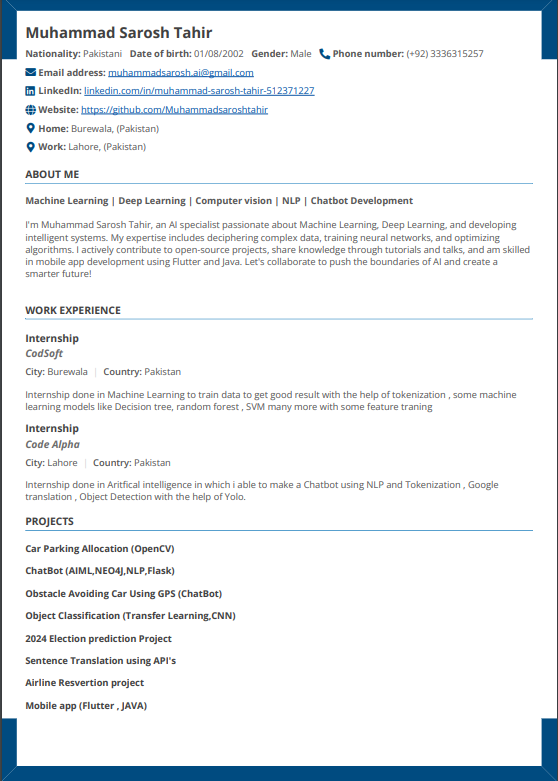 Muhammad Sarosh Tahir
Nationality: Pakistani Date of birth: 01/08/2002 Gender: Male Phone number: (+92) 3336315257
Email address: muhammadsarosh.ai@gmail.com
LinkedIn: linkedin.com/in/muhammad-sarosh-tahir-512371227
Website: https://github.com/Muhammadsaroshtahir
Home: Burewala, (Pakistan)
Work: Lahore, (Pakistan)
ABOUT ME
Machine Learning | Deep Learning | Computer vision | NLP | Chatbot Development
I'm Muhammad Sarosh Tahir, an AI specialist passionate about Machine Learning, Deep Learning, and developing
intelligent systems. My expertise includes deciphering complex data, training neural networks, and optimizing
algorithms. I actively contribute to open-source projects, share knowledge through tutorials and talks, and am skilled
in mobile app development using Flutter and Java. Let's collaborate to push the boundaries of AI and create a
smarter future!
WORK EXPERIENCE
Internship
CodSoft
City: Burewala | Country: Pakistan
Internship done in Machine Learning to train data to get good result with the help of tokenization , some machine
learning models like Decision tree, random forest , SVM many more with some feature traning
Internship
Code Alpha
City: Lahore | Country: Pakistan
Internship done in Aritfical intelligence in which i able to make a Chatbot using NLP and Tokenization , Google
translation , Object Detection with the help of Yolo.
PROJECTS
Car Parking Allocation (OpenCV)
ChatBot (AIML,NEO4J,NLP,Flask)
Obstacle Avoiding Car Using GPS (ChatBot)
Object Classification (Transfer Learning,CNN)
2024 Election prediction Project
Sentence Translation using API's
Airline Resvertion project
Mobile app (Flutter , JAVA)